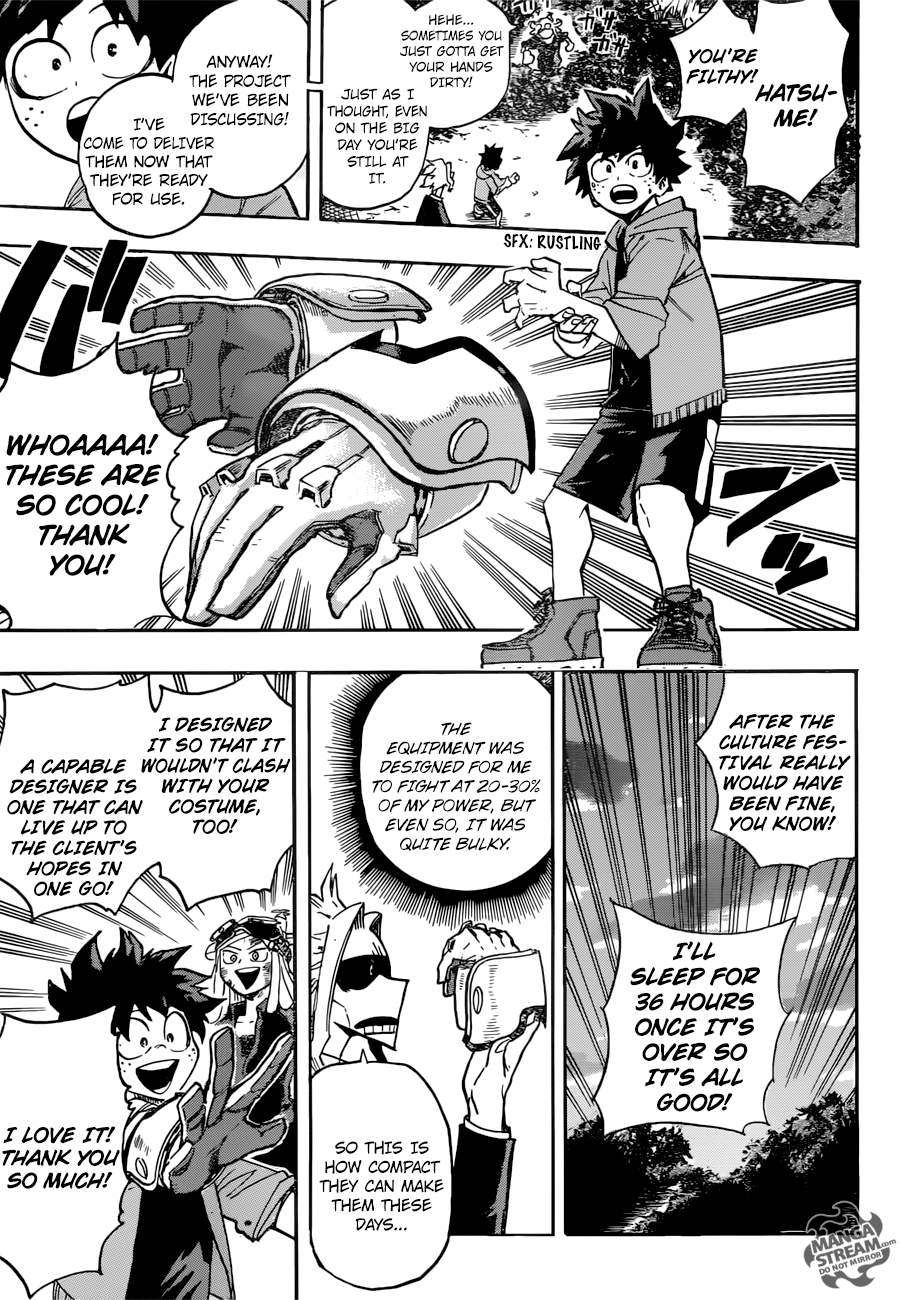 YOU'RE
FILTHY!
HATSU-
ME!
HEHE...
SOMETIMES YOU
JUST GOTTA GET
YOUR HANDS
DIRTY!
JUST AS I
THOUGHT, EVEN
ON THE BIG
DAY YOU'RE
STILL AT
IT.
SFX: RUSTLING
ANYWAY!
THE PROJECT
WE'VE BEEN
DISCUSSING!
I'VE
COME TO DELIVER
THEM NOW THAT
THEY'RE READY
FOR USE.
WHOAAAA!
THESE ARE
SO COOL!
THANK
YOU!
AFTER THE
CULTURE FES-
TIVAL REALLY
WOULD HAVE
BEEN FINE,
YOU KNOW!
I'LL
SLEEP FOR
36 HOURS
ONCE IT'S
OVER SO
IT'S ALL
GOOD!
THE
EQUIPMENT WAS
DESIGNED FOR ME
TO FIGHT AT 20-30%
OF MY POWER, BUT
EVEN SO, IT WAS
QUITE BULKY.
SO THIS IS
HOW COMPACT
THEY CAN MAKE
THEM THESE
DAYS...
I DESIGNED
IT SO THAT IT
WOULDN'T CLASH
WITH YOUR
COSTUME,
TOO!
A CAPABLE
DESIGNER IS
ONE THAT CAN
LIVE UP TO
THE CLIENT'S
HOPES IN
ONE GO!
I LOVE IT!
THANK YOU
SO MUCH!
MANGA
STREAM.com
DO NOT MIRROR